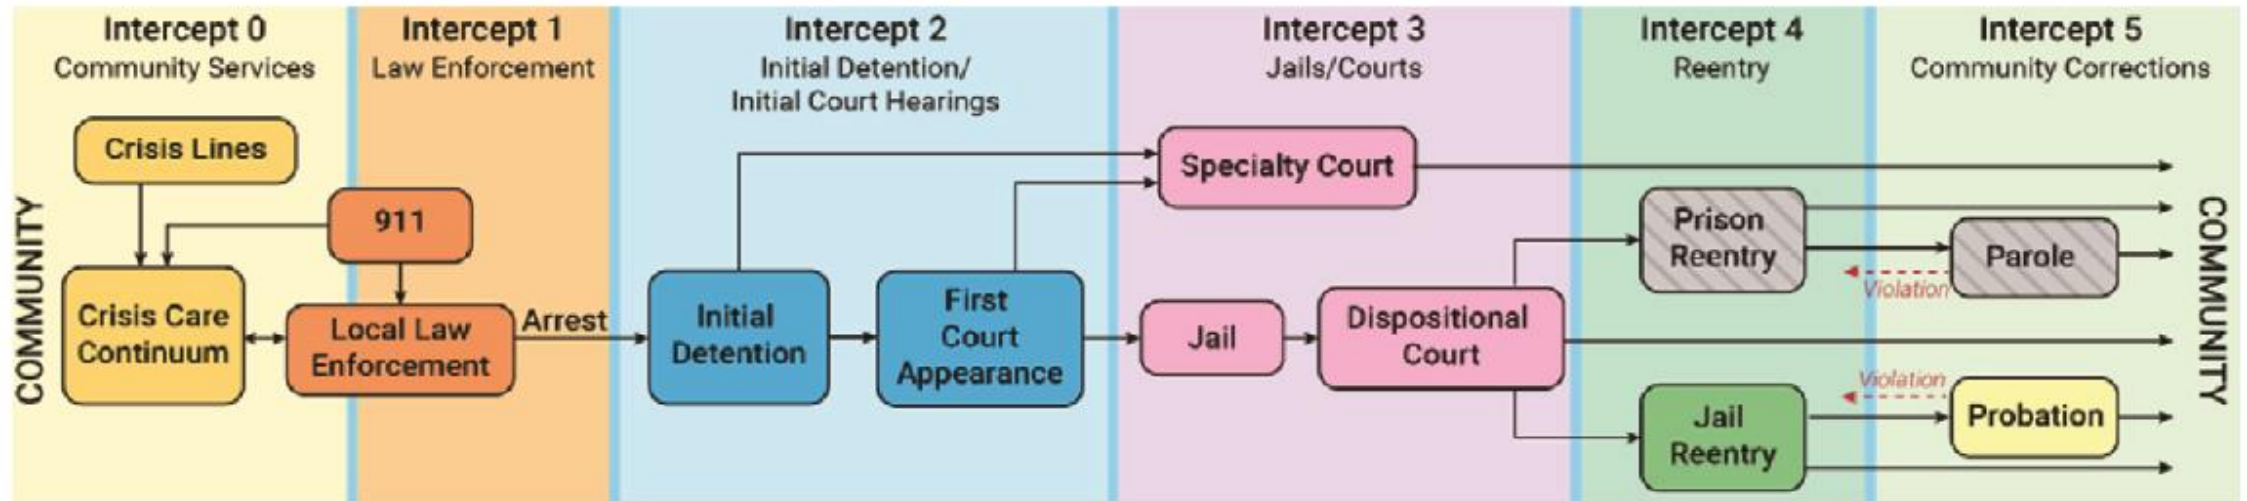 Intercept 0
Community Services
Intercept 1
Law Enforcement
Intercept 2
Initial Detention/
Initial Court Hearings
Intercept 3
Jails/Courts
Intercept 4
Reentry
Intercept 5
Community Corrections
COMMUNITY
Crisis Lines
911
Crisis Care
Continuum
Local Law
Enforcement
Arrest
Initial
Detention
First
Court
Appearance
Specialty Court
Jail
Dispositional
Court
Prison
Reentry
Violation
Parole
Jail
Reentry
Violation
Probation
COMMUNITY